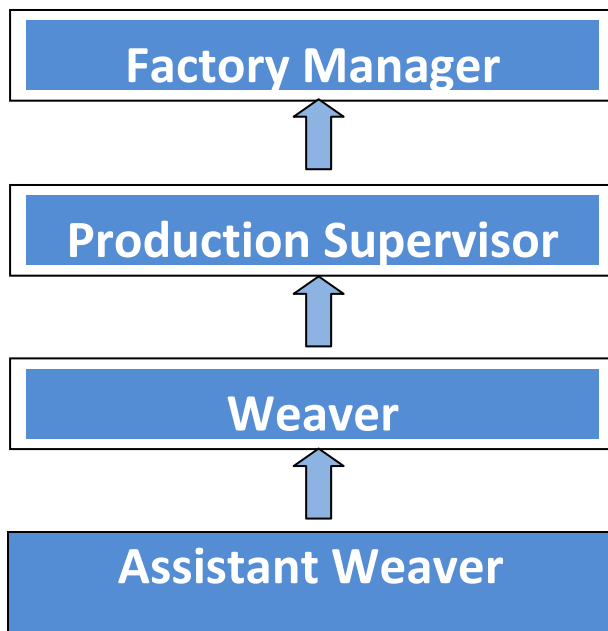 Factory Manager
Production Supervisor
Weaver
Assistant Weaver